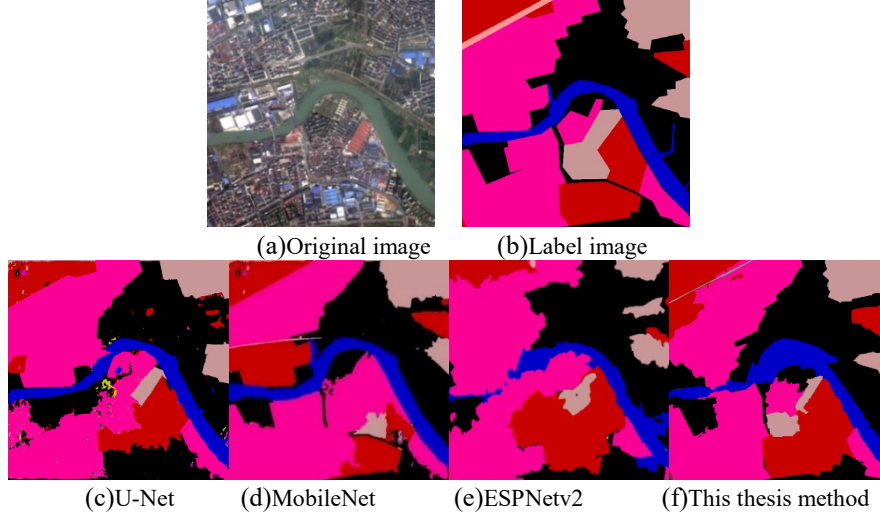 (a)Original image
(b)Label image
(c)U-Net
(d)MobileNet
(e)ESPNetv2
(f)This thesis method